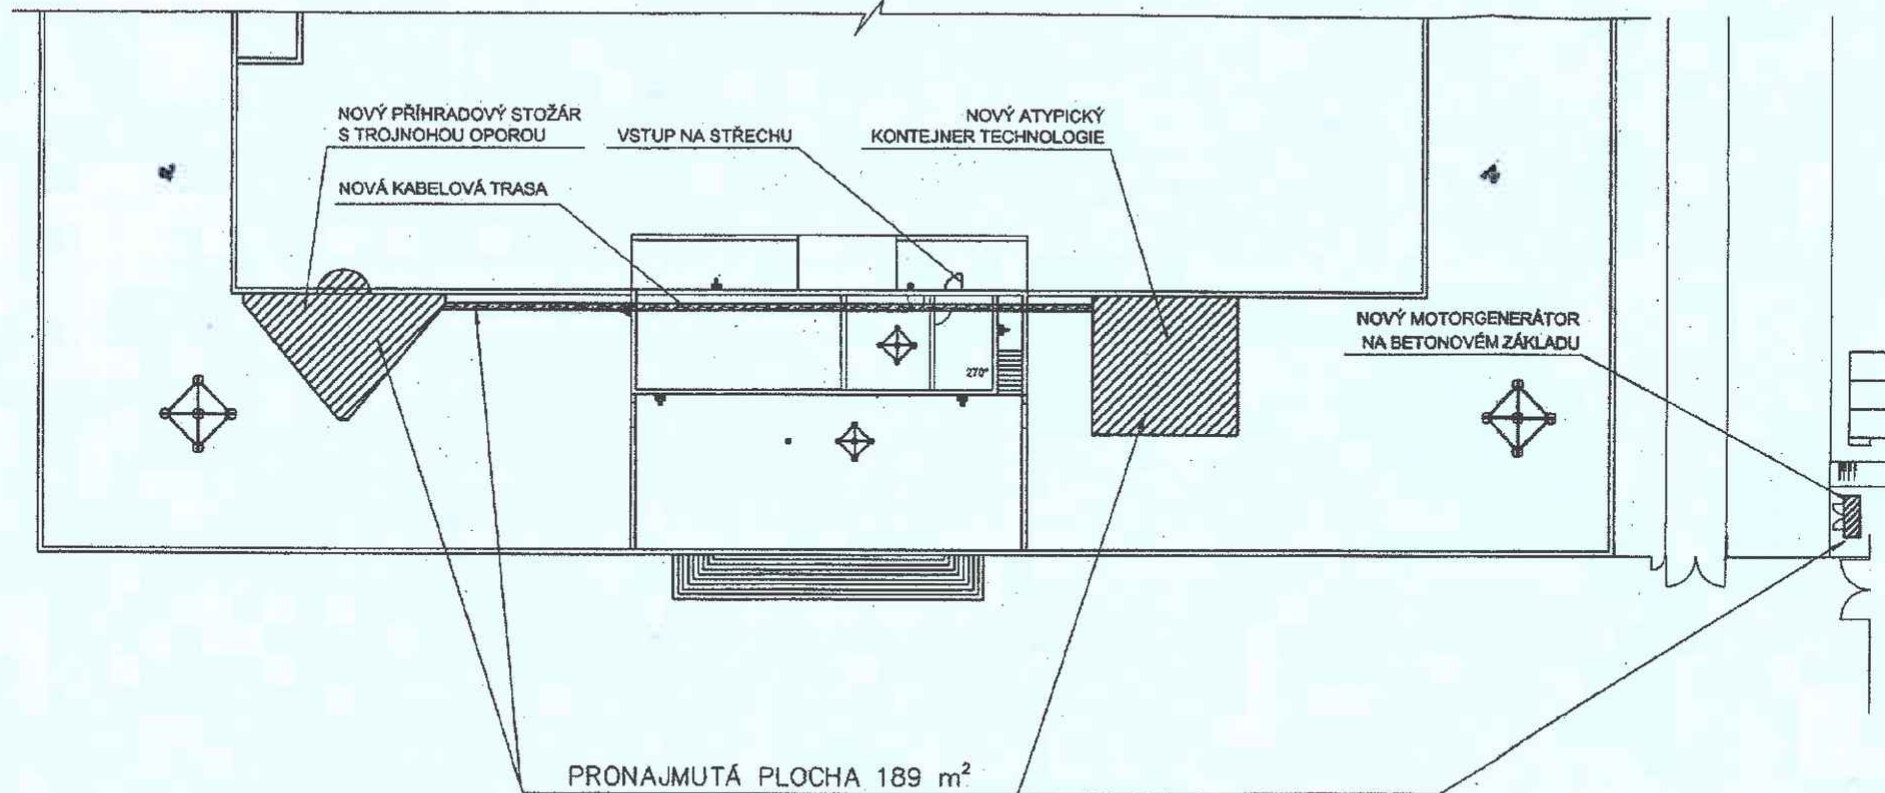 NOVÝ PŘÍHRADOVÝ STOŽÁR
S TROJNOHOU OPOROU
VSTUP NA STŘECHU
NOVÝ ATYPICKÝ
KONTEJNER TECHNOLOGIE
NOVÁ KABELOVÁ TRASA
NOVÝ MOTORGENERÁTOR
NA BETONOVÉM ZÁKLADU
270°
PRONAJMUTÁ PLOCHA 189 m²